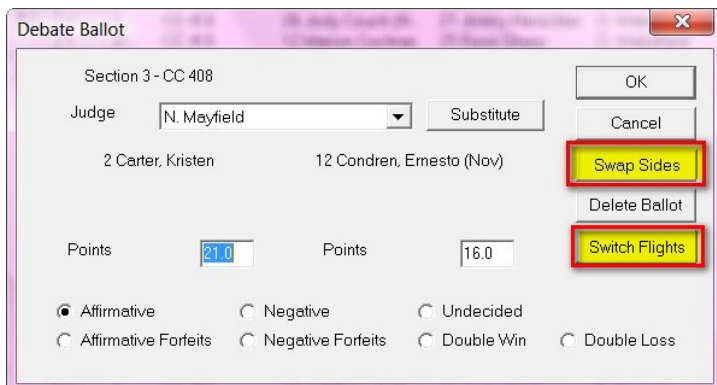 Debate Ballot
Section 3 - CC 408
OK
Judge
N. Mayfield
Substitute
Cancel
2 Carter, Kristen
12 Condren, Ernesto (Nov)
Swap Sides
Delete Ballot
Points
21.0
Points
16.0
Switch Flights
Affirmative
Negative
Undecided
Affirmative Forfeits
Negative Forfeits
Double Win
Double Loss